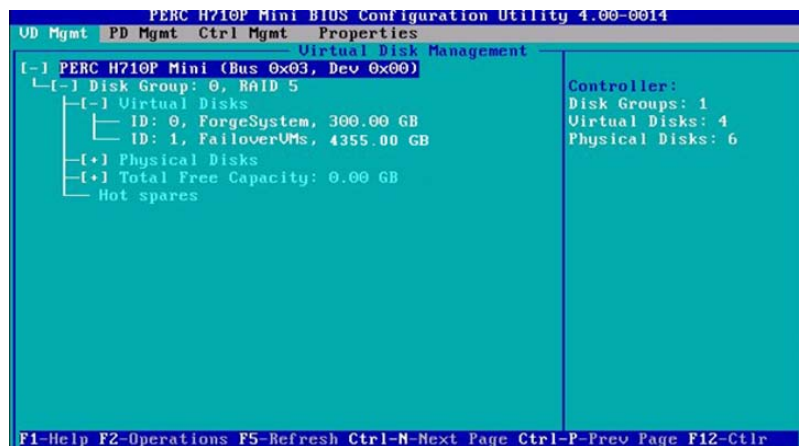 PERC H710P Mini BIOS Configuration Utility 4.00-0014
VD Mgmt PD Mgmt Ctrl Mgmt Properties
Virtual Disk Management
[-] PERC H710P Mini (Bus 0x03, Dev 0x00)
[-] Disk Group: 0, RAID 5
[-] Virtual Disks
ID: 0, ForgeSystem, 300.00 GB
ID: 1, FailoverVMs, 4355.00 GB
[+] Physical Disks
[+] Total Free Capacity: 0.00 GB
Hot spares
Controller:
Disk Groups: 1
Virtual Disks: 4
Physical Disks: 6
F1-Help F2-Operations F5-Refresh Ctrl-N-Next Page Ctrl-P-Prev Page F12-Ctlr